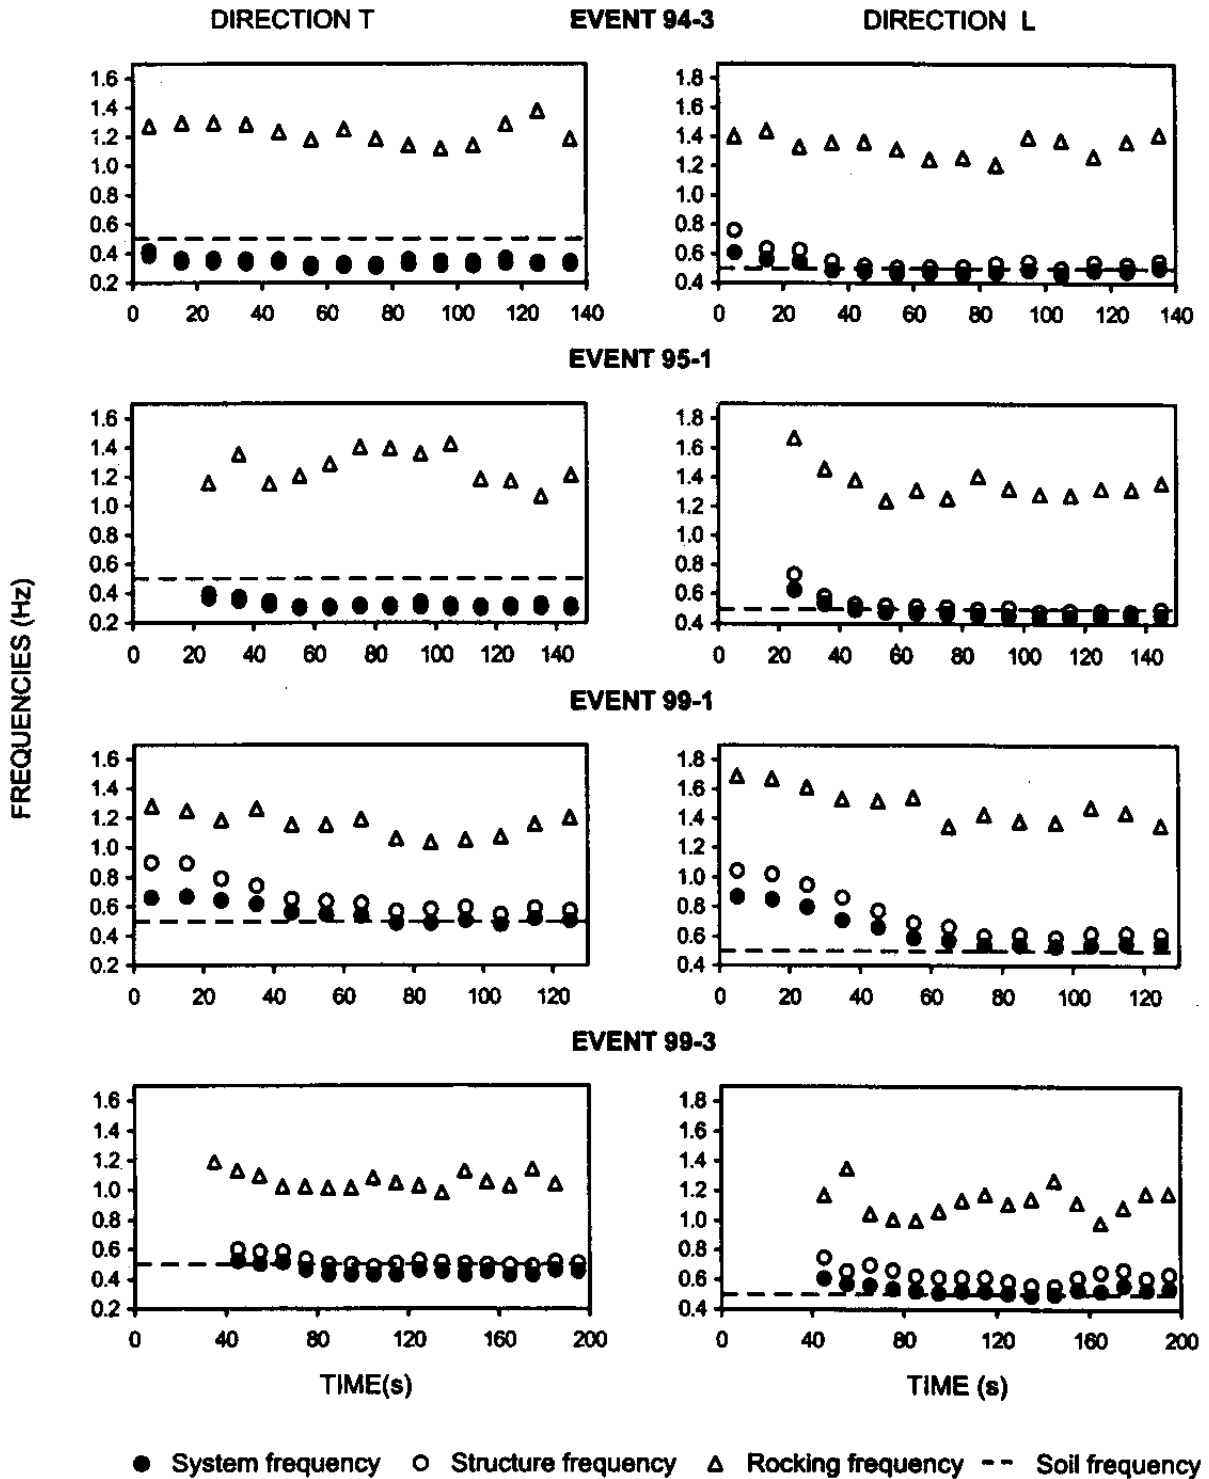 DIRECTION T EVENT 94-3 DIRECTION L
1.6 1.8
1.4 1.6
1.2 1.4
1.0 1.2
0.8 1.0
0.6 0.8
0.4 0.6
0.2 0.4
0 20 40 60 80 100 120 140 0 20 40 60 80 100 120 140
EVENT 95-1
1.6 1.8
1.4 1.6
1.2 1.4
1.0 1.2
0.8 1.0
0.6 0.8
0.4 0.6
0.2 0.4
0 20 40 60 80 100 120 140 0 20 40 60 80 100 120 140
FREQUENCIES (Hz)
EVENT 99-1
1.6 1.8
1.4 1.6
1.2 1.4
1.0 1.2
0.8 1.0
0.6 0.8
0.4 0.6
0.2 0.4
0 20 40 60 80 100 120 0 20 40 60 80 100 120
EVENT 99-3
1.6 1.8
1.4 1.6
1.2 1.4
1.0 1.2
0.8 1.0
0.6 0.8
0.4 0.6
0.2 0.4
0 40 80 120 160 200 0 40 80 120 160 200
TIME(s) TIME (s)
System frequency Structure frequency Rocking frequency Soil frequency